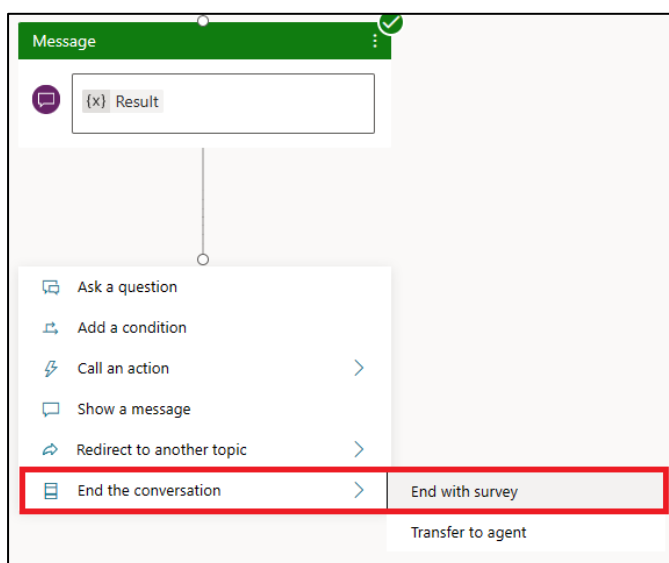 Message
{x} Result
Ask a question
Add a condition
Call an action
Show a message
Redirect to another topic
End the conversation
End with survey
Transfer to agent